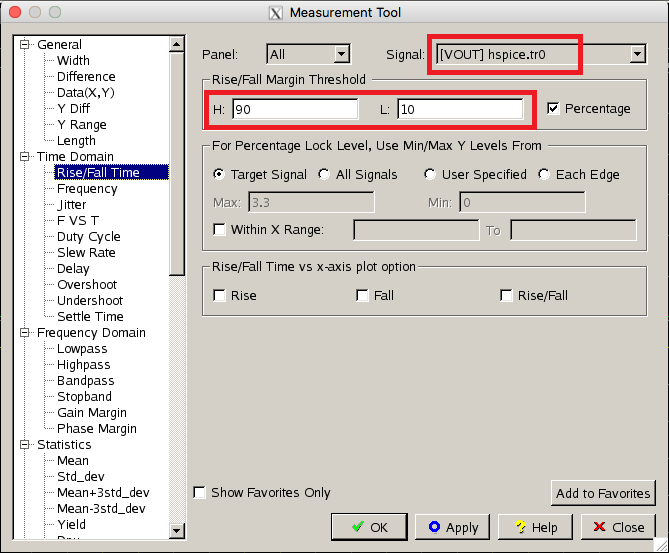 Measurement Tool
General
Width
Difference
Data(X,Y)
Y Diff
Y Range
Length
Time Domain
Rise/Fall Time
Frequency
Jitter
F VS T
Duty Cycle
Slew Rate
Delay
Overshoot
Undershoot
Settle Time
Frequency Domain
Lowpass
Highpass
Bandpass
Stopband
Gain Margin
Phase Margin
Statistics
Mean
Std_dev
Mean+3std_dev
Mean-3std_dev
Yield
Panel: All Signal: [VOUT] hspice.tr0
Rise/Fall Margin Threshold
H: 90 L: 10 Percentage
For Percentage Lock Level, Use Min/Max Y Levels From
Target Signal All Signals User Specified Each Edge
Max: 3.3 Min: 0
Within X Range: To
Rise/Fall Time vs x-axis plot option
Rise Fall Rise/Fall
Show Favorites Only Add to Favorites
OK Apply ? Help Close